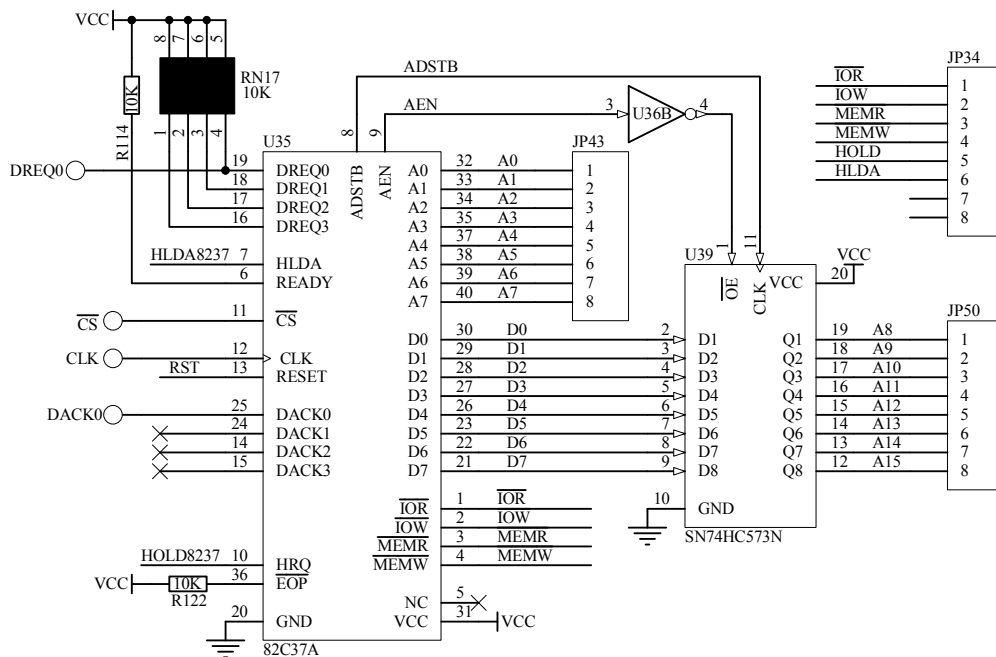 VCC
8
7
6
5
RN17
10K
10K
R114
1
2
3
4
ADSTB
AEN
3
U36B
4
JP34
IOR 1
IOW 2
MEMR 3
MEMW 4
HOLD 5
HLDA 6
7
8
U35
8
9
ADSTB
AEN
DREQ0 19 DREQ0
18 DREQ1
17 DREQ2
16 DREQ3
HLDA8237 7 HLDA
6 READY
CS 11 CS
CLK 12 CLK
RST 13 RESET
DACK0 25 DACK0
24 DACK1
14 DACK2
15 DACK3
HOLD8237 10 HRQ
VCC 10K 36 EOP
R122
20 GND
82C37A
JP43
A0 32 A0 1
A1 33 A1 2
A2 34 A2 3
A3 35 A3 4
A4 37 A4 5
A5 38 A5 6
A6 39 A6 7
A7 40 A7 8
D0 30 D0 2 D1
D1 29 D1 3 D2
D2 28 D2 4 D3
D3 27 D3 5 D4
D4 26 D4 6 D5
D5 23 D5 7 D6
D6 22 D6 8 D7
D7 21 D7 9 D8
IOR 1 IOR
IOW 2 IOW
MEMR 3 MEMR
MEMW 4 MEMW
NC 5
VCC 31 VCC
U39
1
11
OE
CLK
VCC 20 VCC
JP50
Q1 19 A8 1
Q2 18 A9 2
Q3 17 A10 3
Q4 16 A11 4
Q5 15 A12 5
Q6 14 A13 6
Q7 13 A14 7
Q8 12 A15 8
10 GND
SN74HC573N